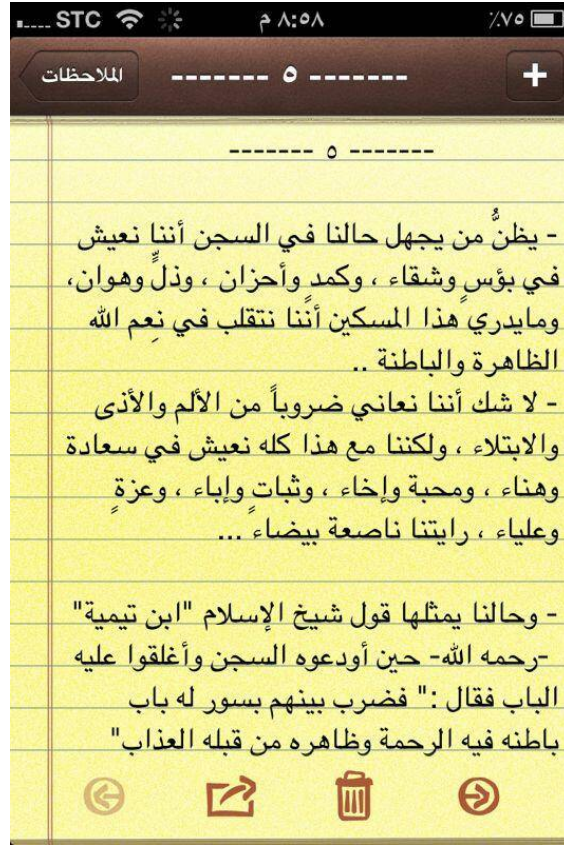 STC ٨:٥٨ م ٪٧٥
الملاحظات ------- ٥ ------- +
------- ٥ -------
- يظنُّ من يجهل حالنا في السجن أننا نعيش
في بؤسٍ وشقاء ، وكمد وأحزان ، وذلٍّ وهوان،
ومايدري هذا المسكين أننا نتقلب في نعِم الله
الظاهرة والباطنة ..
- لا شك أننا نعاني ضروباً من الألم والأذى
والابتلاء ، ولكننا مع هذا كله نعيش في سعادة
وهناء ، ومحبة وإخاء ، وثباتٍ وإباء ، وعزةٍ
وعلياء ، رايتنا ناصعة بيضاء ...
- وحالنا يمثلها قول شيخ الإسلام "ابن تيمية"
-رحمه الله- حين أودعوه السجن وأغلقوا عليه
الباب فقال :" فضرب بينهم بسور له باب
باطنه فيه الرحمة وظاهره من قبله العذاب"